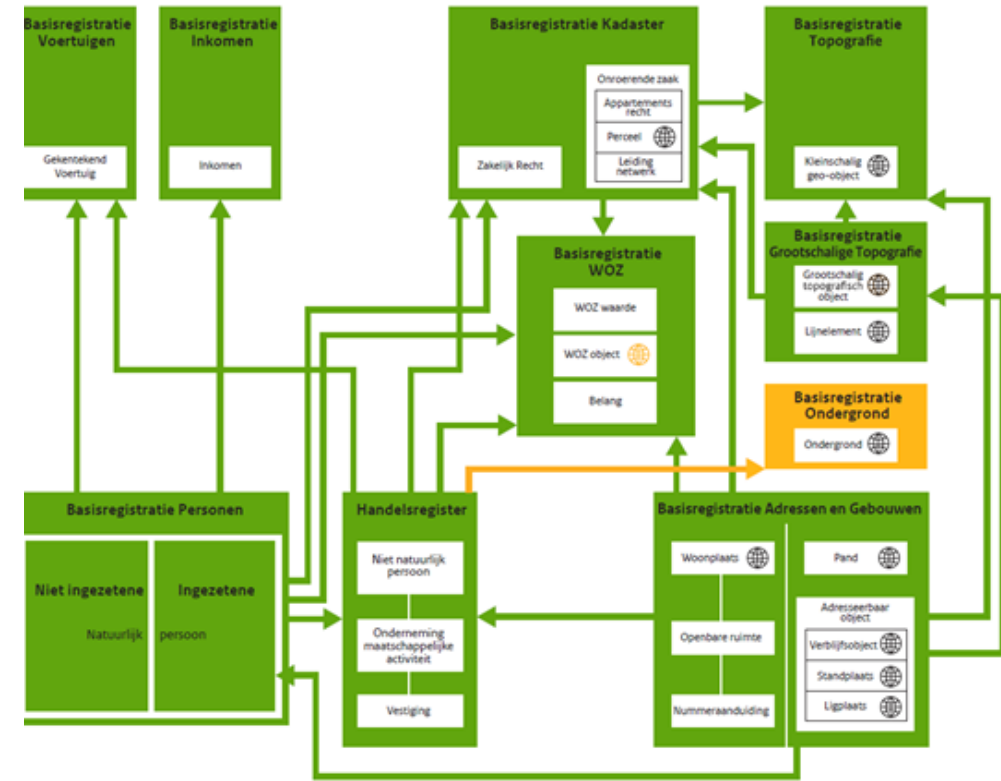 Basisregistratie
Voertuigen
Gekentekend
Voertuig
Basisregistratie
Inkomen
Inkomen
Basisregistratie Kadaster
Onroerende zaak
Appartements
recht
Perceel
Leiding
netwerk
Zakelijk Recht
Basisregistratie
Topografie
Kleinschalig
geo-object
Basisregistratie
Grootschalige Topografie
Grootschalig
topografisch
object
Lijnelement
Basisregistratie
WOZ
WOZ waarde
WOZ object
Belang
Basisregistratie
Ondergrond
Ondergrond
Basisregistratie Personen
Niet ingezetene
Ingezetene
Natuurlijk
persoon
Handelsregister
Niet natuurlijk
persoon
Onderneming
maatschappelijke
activiteit
Vestiging
Basisregistratie Adressen en Gebouwen
Woonplaats
Openbare ruimte
Nummeraanduiding
Pand
Adresseerbaar
object
Verblijfsobject
Standplaats
Ligplaats